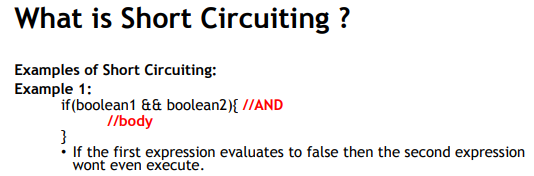 What is Short Circuiting ?
Examples of Short Circuiting:
Example 1:
if(boolean1 && boolean2){ //AND
//body
}
• If the first expression evaluates to false then the second expression
wont even execute.